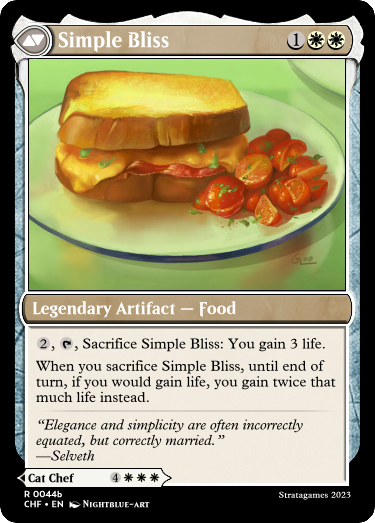 Simple Bliss 1
Legendary Artifact — Food
2, , Sacrifice Simple Bliss: You gain 3 life.
When you sacrifice Simple Bliss, until end of
turn, if you would gain life, you gain twice that
much life instead.
“Elegance and simplicity are often incorrectly
equated, but correctly married.”
—Selveth
Cat Chef 4
R 0044b
CHF • EN NIGHTBLUE-ART
Stratagames 2023